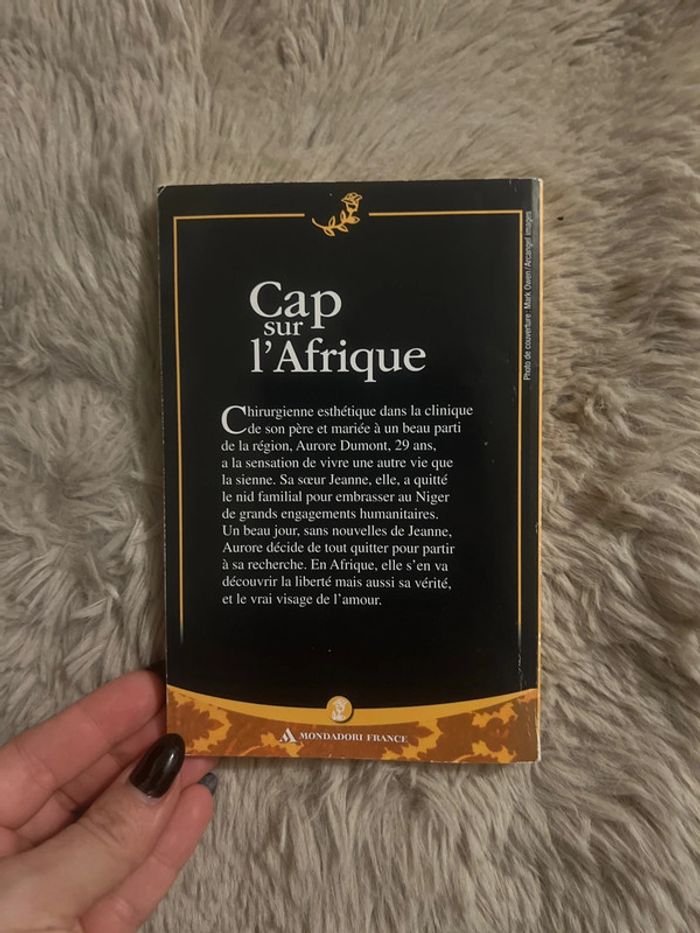 Cap
sur
l'Afrique
Chirurgienne esthétique dans la clinique
de son père et mariée à un beau parti
de la région, Aurore Dumont, 29 ans,
a la sensation de vivre une autre vie que
la sienne. Sa sœur Jeanne, elle, a quitté
le nid familial pour embrasser au Niger
de grands engagements humanitaires.
Un beau jour, sans nouvelles de Jeanne,
Aurore décide de tout quitter pour partir
à sa recherche. En Afrique, elle s'en va
découvrir la liberté mais aussi sa vérité,
et le vrai visage de l'amour.
MONDADORI FRANCE
Photo de couverture : Mark Owen/Arcangel images